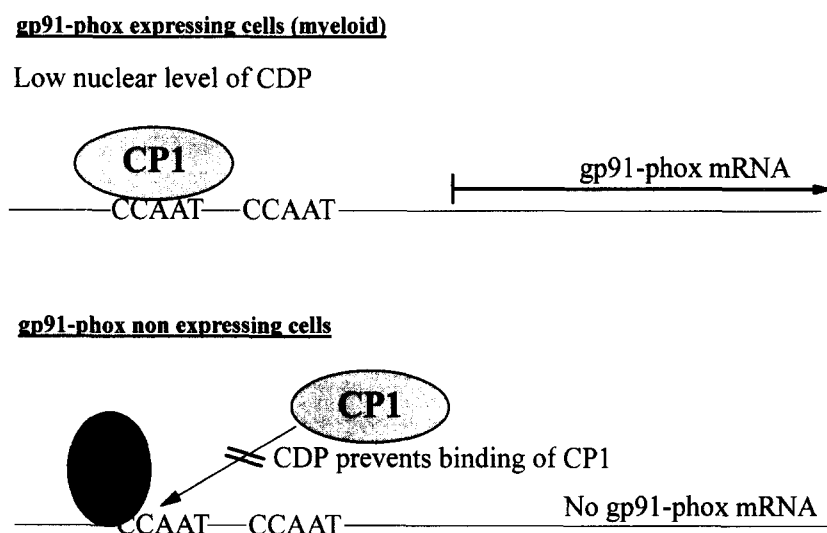 gp91-phox expressing cells (myeloid)
Low nuclear level of CDP
CP1
gp91-phox mRNA
CCAAT—CCAAT
gp91-phox non expressing cells
CP1
CDP prevents binding of CP1
No gp91-phox mRNA
CCAAT—CCAAT